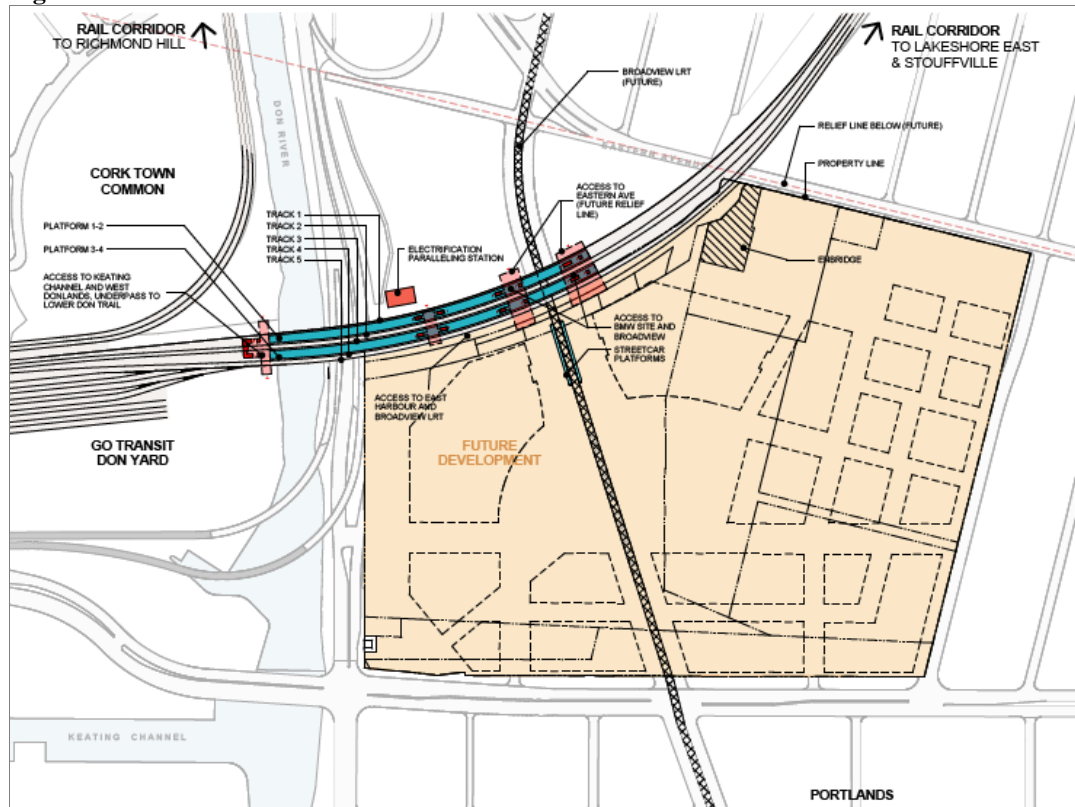 RAIL CORRIDOR
TO RICHMOND HILL
RAIL CORRIDOR
TO LAKESHORE EAST
& STOUFFVILLE
BROADVIEW LRT
(FUTURE)
DON RIVER
EASTERN AVENUE
RELIEF LINE BELOW (FUTURE)
PROPERTY LINE
CORK TOWN
COMMON
ACCESS TO
EASTERN AVE
(FUTURE RELIEF
LINE)
PLATFORM 1-2
PLATFORM 3-4
TRACK 1
TRACK 2
TRACK 3
TRACK 4
TRACK 5
ELECTRIFICATION
PARALLELING STATION
ENBRIDGE
ACCESS TO KEATING
CHANNEL AND WEST
DONLANDS, UNDERPASS TO
LOWER DON TRAIL
ACCESS TO
BMW SITE AND
BROADVIEW
STREETCAR
PLATFORMS
ACCESS TO EAST
HARBOUR AND
BROADVIEW LRT
GO TRANSIT
DON YARD
FUTURE
DEVELOPMENT
KEATING CHANNEL
PORTLANDS